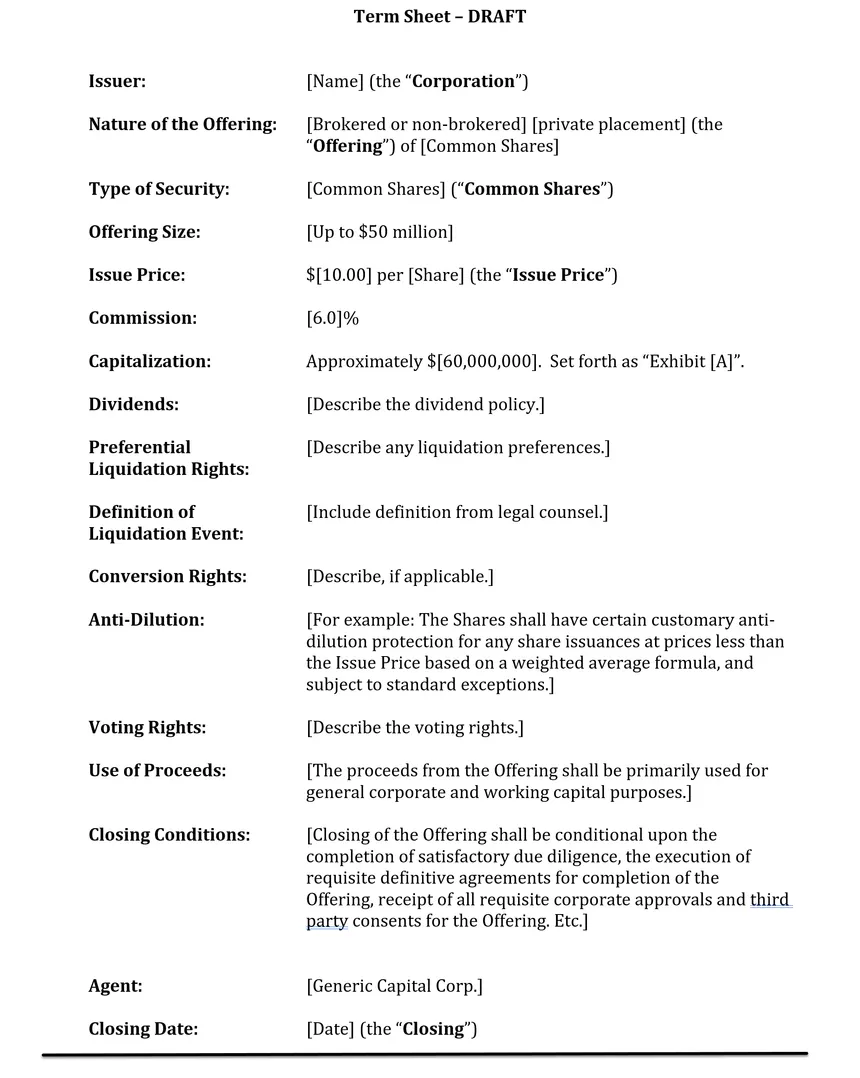 Term Sheet – DRAFT
Issuer: [Name] (the “Corporation”)
Nature of the Offering: [Brokered or non-brokered] [private placement] (the
“Offering”) of [Common Shares]
Type of Security: [Common Shares] (“Common Shares”)
Offering Size: [Up to $50 million]
Issue Price: $[10.00] per [Share] (the “Issue Price”)
Commission: [6.0]%
Capitalization: Approximately $[60,000,000].  Set forth as “Exhibit [A]”.
Dividends: [Describe the dividend policy.]
Preferential [Describe any liquidation preferences.]
Liquidation Rights:
Definition of [Include definition from legal counsel.]
Liquidation Event:
Conversion Rights: [Describe, if applicable.]
Anti-Dilution: [For example: The Shares shall have certain customary anti-
dilution protection for any share issuances at prices less than
the Issue Price based on a weighted average formula, and
subject to standard exceptions.]
Voting Rights: [Describe the voting rights.]
Use of Proceeds: [The proceeds from the Offering shall be primarily used for
general corporate and working capital purposes.]
Closing Conditions: [Closing of the Offering shall be conditional upon the
completion of satisfactory due diligence, the execution of
requisite definitive agreements for completion of the
Offering, receipt of all requisite corporate approvals and third
party consents for the Offering. Etc.]
Agent: [Generic Capital Corp.]
Closing Date: [Date] (the “Closing”)